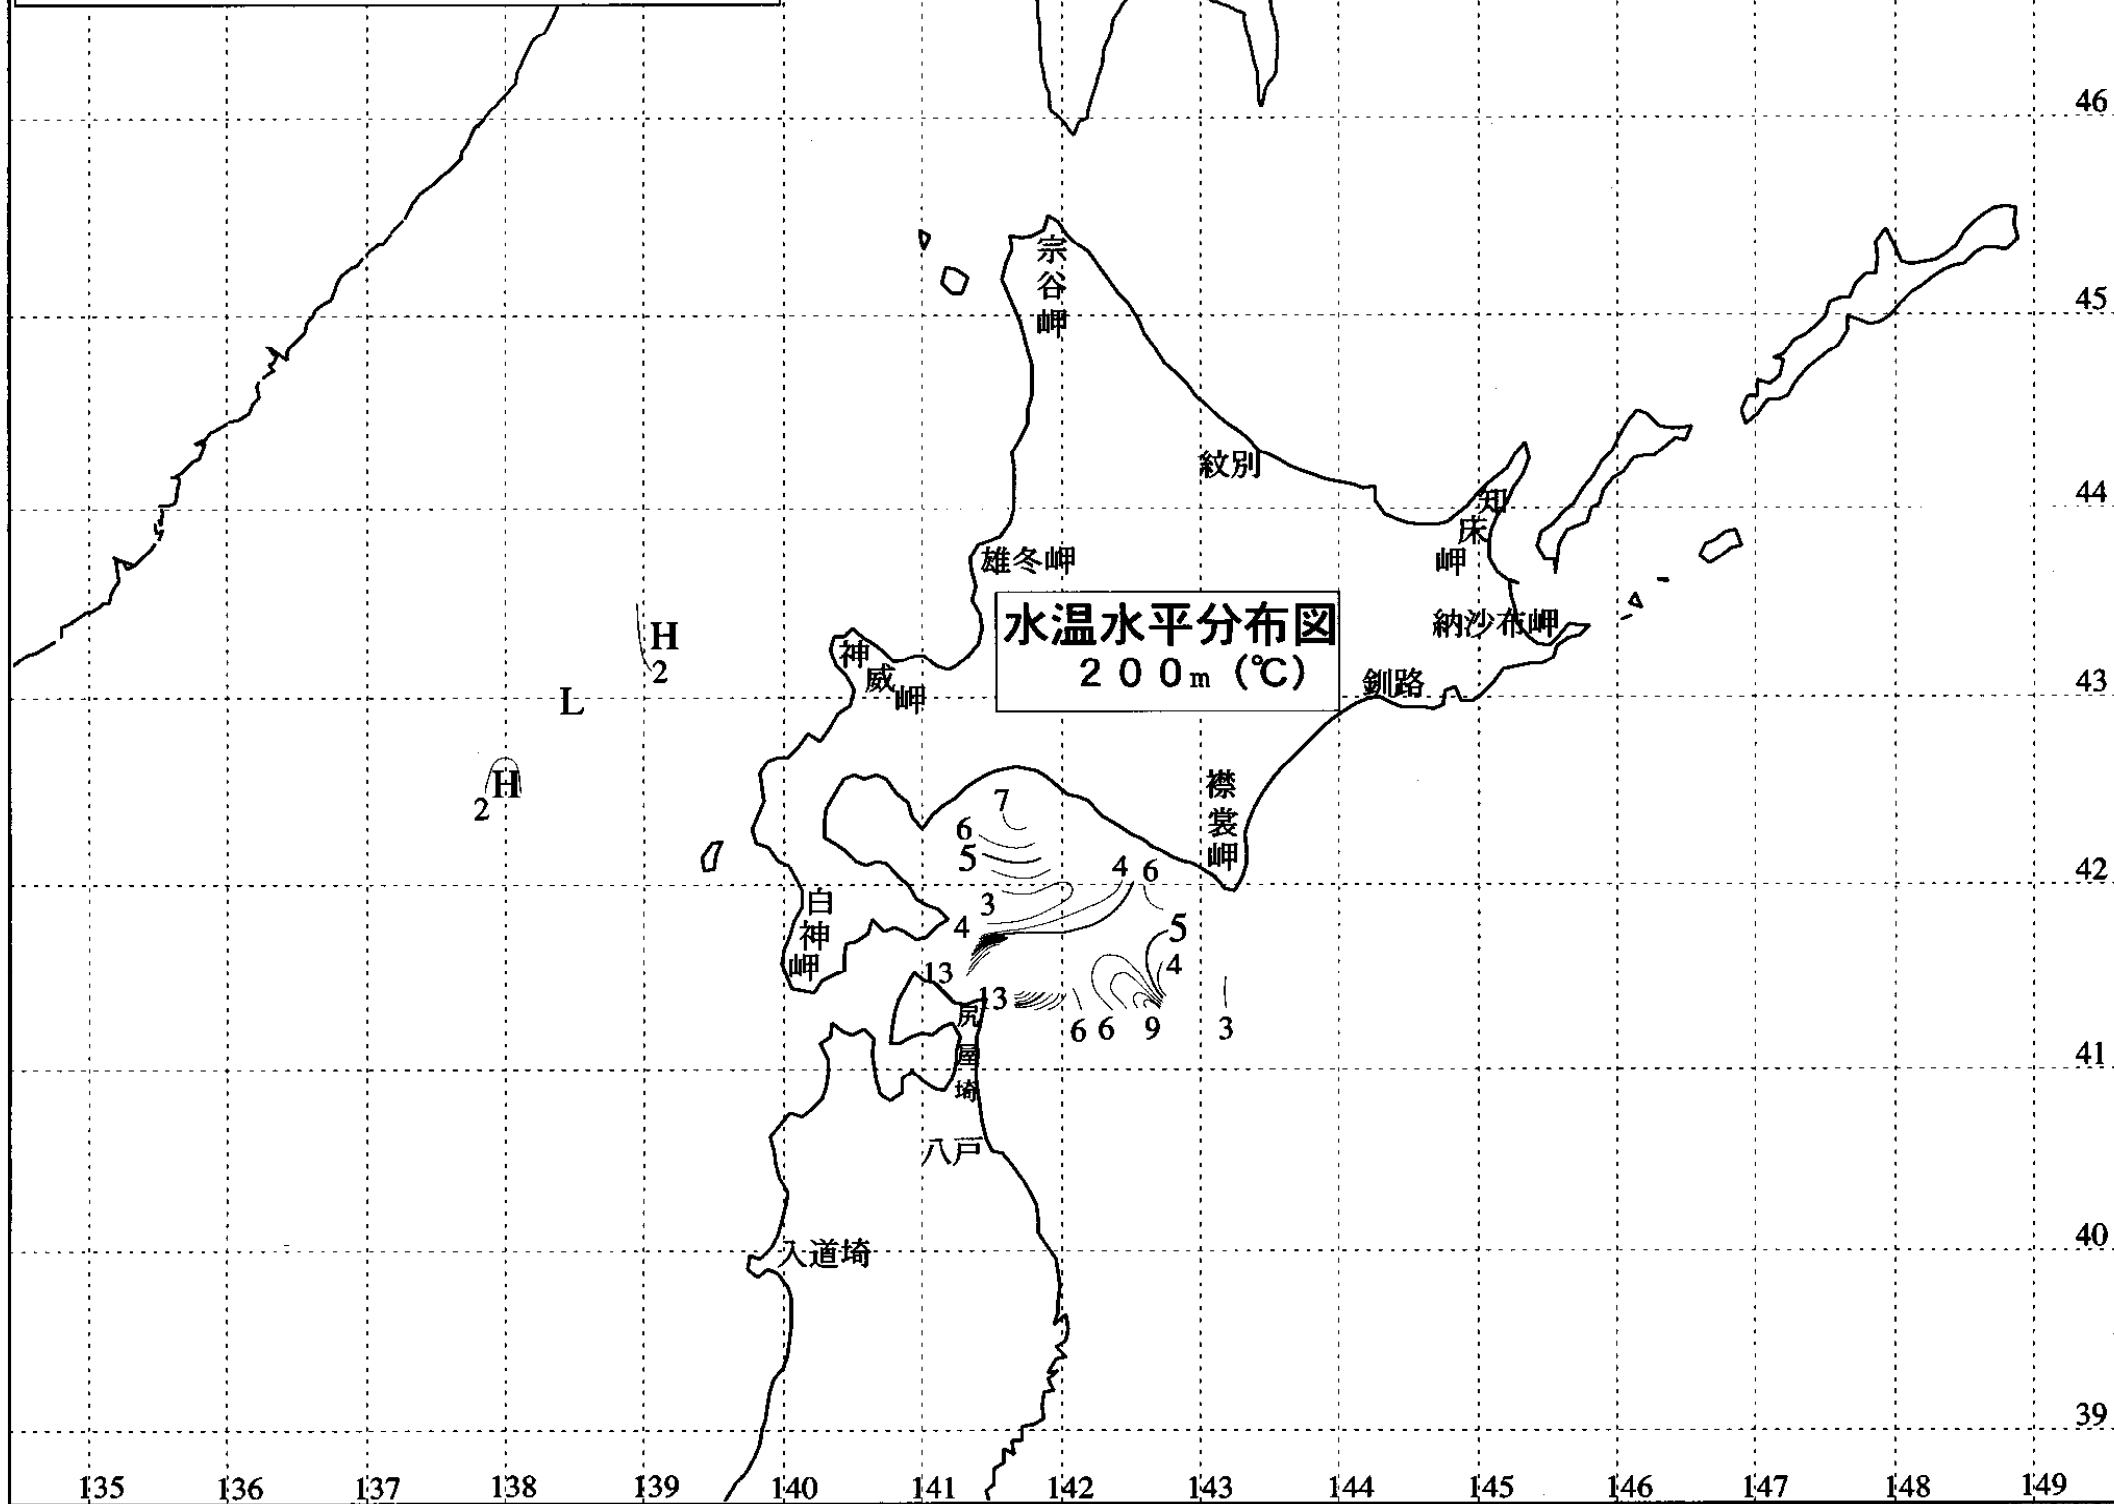 46
宗谷岬
45
紋別
44
知床岬
雄冬岬
水温水平分布図
200m (℃)
納沙布岬
H
2
神威岬
釧路
43
L
H
2
襟裳岬
7
6
5
4
6
42
3
4
5
白神岬
4
13
13
尻屋埼
6
6
9
3
41
八戸
入道埼
40
39
135
136
137
138
139
140
141
142
143
144
145
146
147
148
149